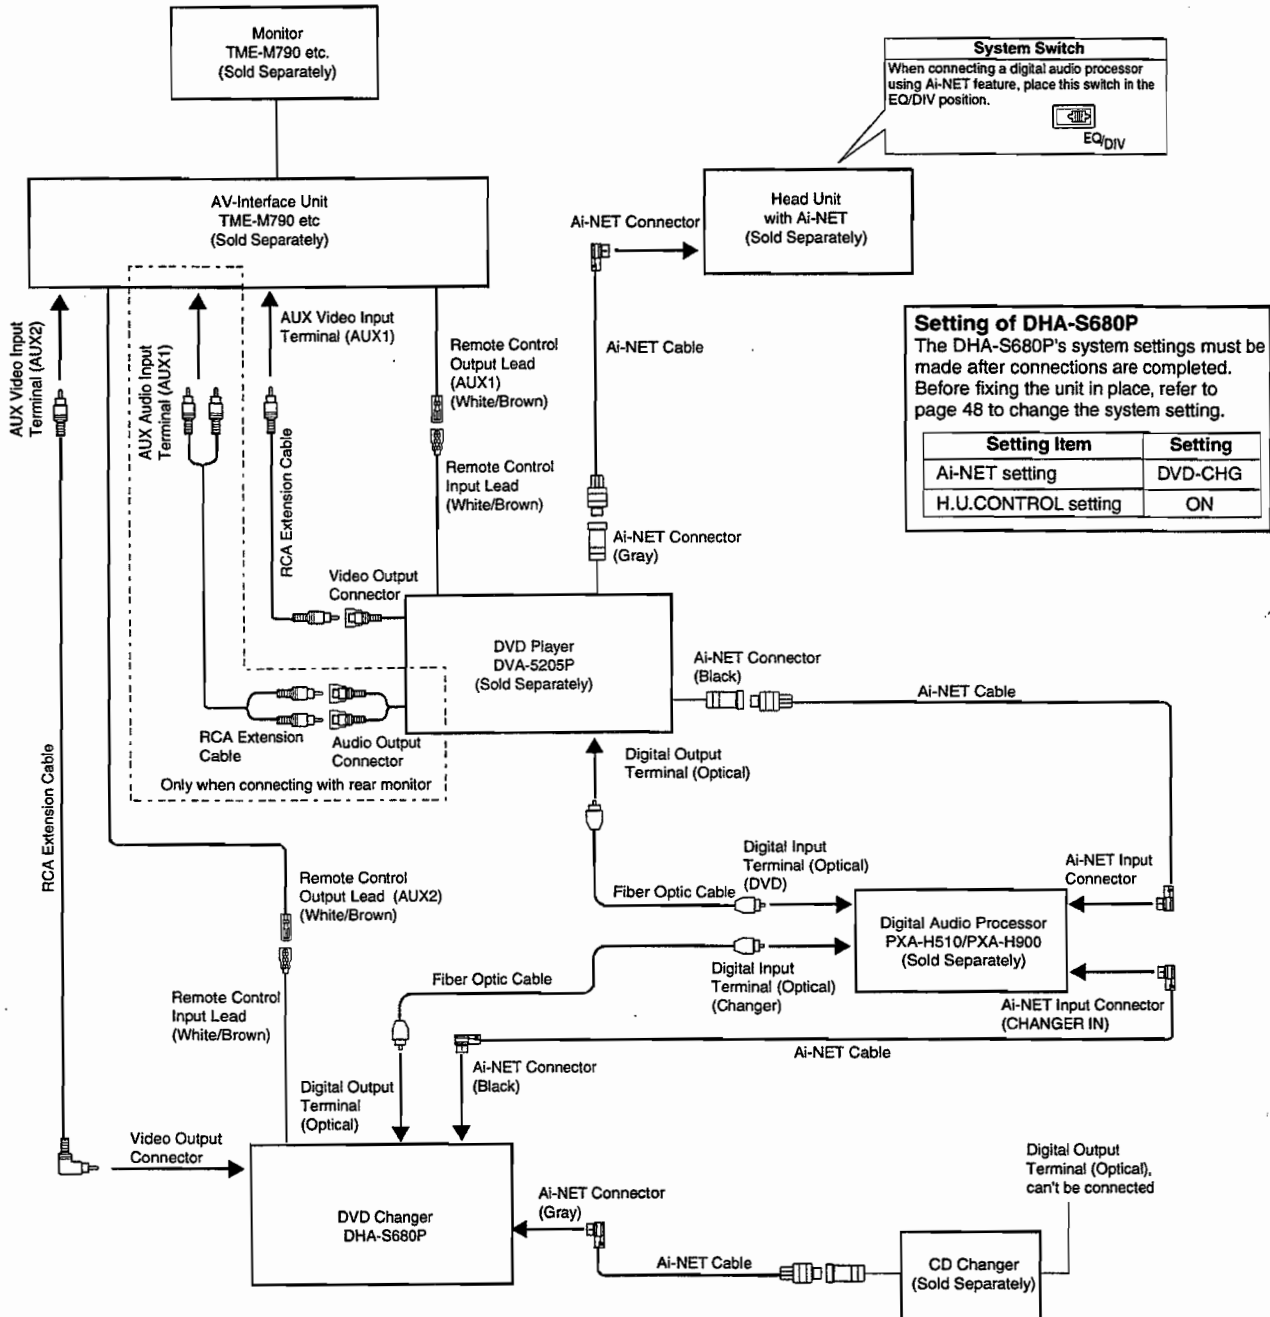 Monitor
TME-M790 etc.
(Sold Separately)
System Switch
When connecting a digital audio processor
using Ai-NET feature, place this switch in the
EQ/DIV position.
EQ/DIV
AV-Interface Unit
TME-M790 etc
(Sold Separately)
Head Unit
with Ai-NET
(Sold Separately)
Ai-NET Connector
Ai-NET Cable
AUX Video Input
Terminal (AUX2)
AUX Audio Input
Terminal (AUX1)
AUX Video Input
Terminal (AUX1)
Remote Control
Output Lead
(AUX1)
(White/Brown)
Remote Control
Input Lead
(White/Brown)
RCA Extension Cable
Setting of DHA-S680P
The DHA-S680P's system settings must be
made after connections are completed.
Before fixing the unit in place, refer to
page 48 to change the system setting.
Setting Item Setting
Ai-NET setting DVD-CHG
H.U.CONTROL setting ON
Ai-NET Connector
(Gray)
Video Output
Connector
DVD Player
DVA-5205P
(Sold Separately)
Ai-NET Connector
(Black)
Ai-NET Cable
RCA Extension
Cable
Audio Output
Connector
Only when connecting with rear monitor
Digital Output
Terminal (Optical)
RCA Extension Cable
Remote Control
Output Lead (AUX2)
(White/Brown)
Fiber Optic Cable
Digital Input
Terminal (Optical)
(DVD)
Ai-NET Input
Connector
Digital Audio Processor
PXA-H510/PXA-H900
(Sold Separately)
Fiber Optic Cable
Digital Input
Terminal (Optical)
(Changer)
Ai-NET Input Connector
(CHANGER IN)
Remote Control
Input Lead
(White/Brown)
Ai-NET Cable
Ai-NET Connector
(Black)
Digital Output
Terminal
(Optical)
Video Output
Connector
DVD Changer
DHA-S680P
Ai-NET Connector
(Gray)
Ai-NET Cable
Digital Output
Terminal (Optical),
can't be connected
CD Changer
(Sold Separately)